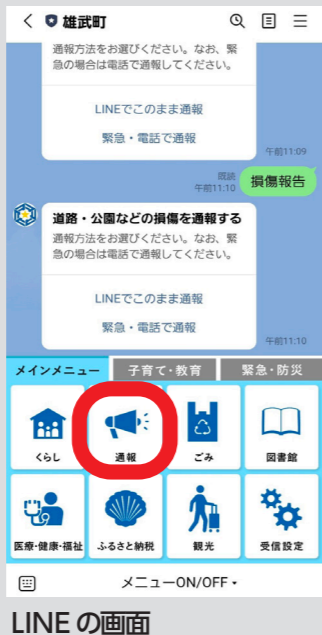 雄武町
通報方法をお選びください。なお、緊
急の場合は電話で通報してください。
LINEでこのまま通報
緊急・電話で通報
午前11:09
既読
午前11:10
損傷報告
道路・公園などの損傷を通報する
通報方法をお選びください。なお、緊
急の場合は電話で通報してください。
LINEでこのまま通報
緊急・電話で通報
午前11:10
メインメニュー
子育て・教育
緊急・防災
くらし
通報
ごみ
図書館
医療・健康・福祉
ふるさと納税
観光
受信設定
メニューON/OFF
LINEの画面